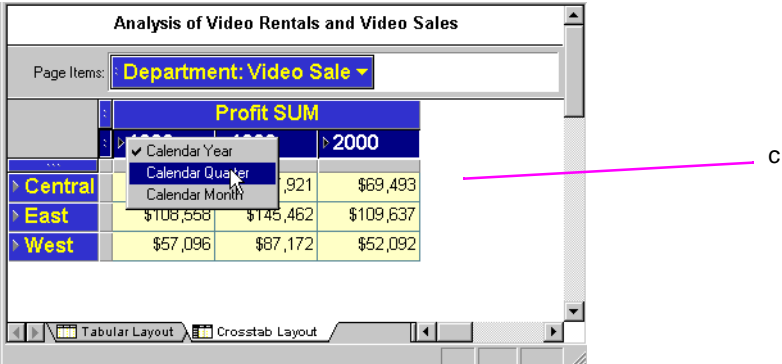 Analysis of Video Rentals and Video Sales
Page Items: Department: Video Sale
Profit SUM
2000
Calendar Year
Calendar Quarter
Calendar Month
Central ,921 $69,493
East $108,558 $145,462 $109,637
West $57,096 $87,172 $52,092
c
Tabular Layout Crosstab Layout